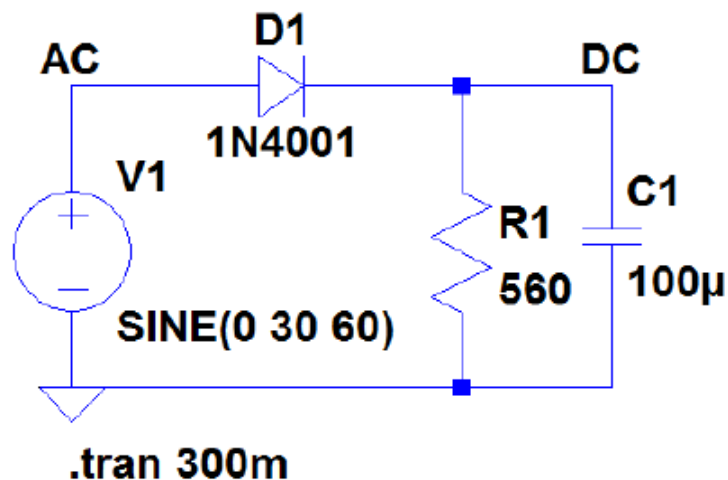 D1
AC
DC
1N4001
V1
C1
R1
560
100µ
SINE(0 30 60)
.tran 300m